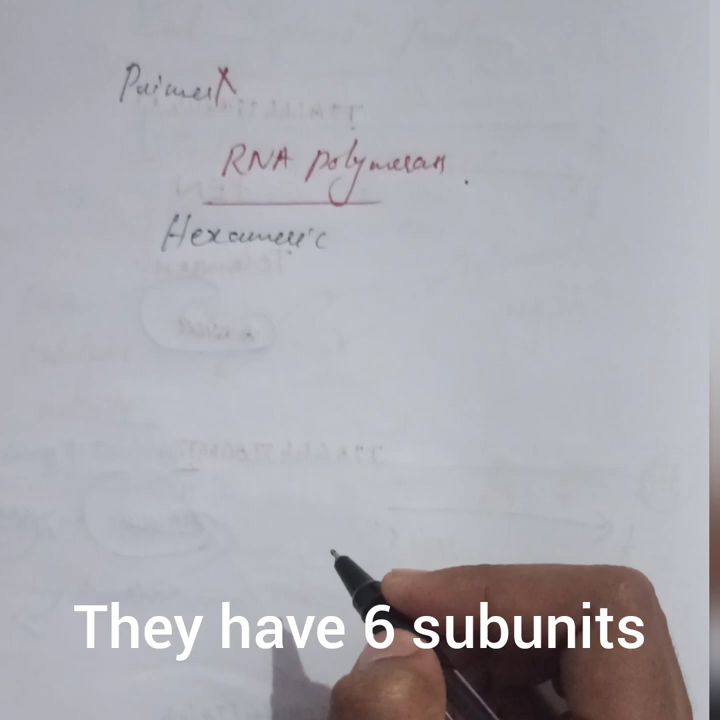 Primer X
RNA polymerase.
Hexameric
They have 6 subunits